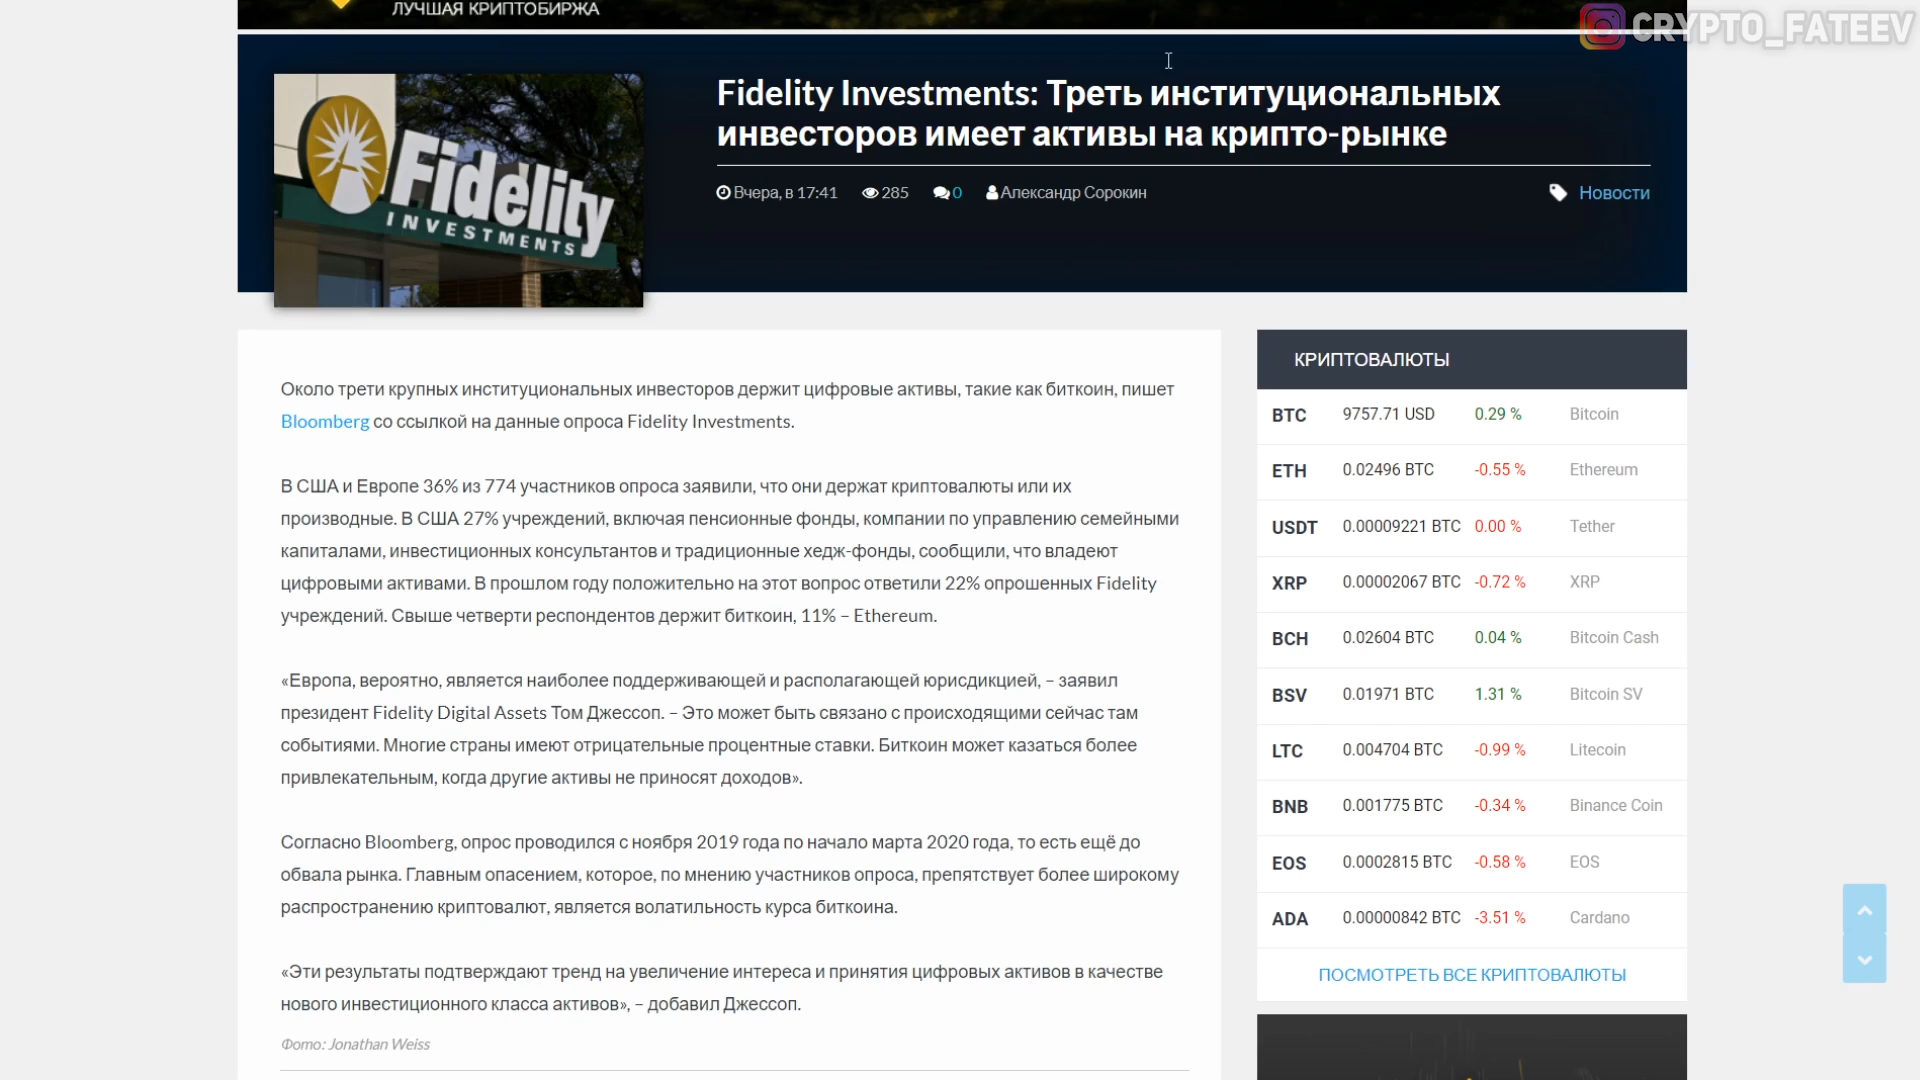 ЛУЧШАЯ КРИПТОБИРЖА
CRYPTO_FATEEV
Fidelity
INVESTMENTS
Fidelity Investments: Треть институциональных
инвесторов имеет активы на крипто-рынке
Вчера, в 17:41 285 0 Александр Сорокин Новости
Около трети крупных институциональных инвесторов держит цифровые активы, такие как биткоин, пишет
Bloomberg со ссылкой на данные опроса Fidelity Investments.
В США и Европе 36% из 774 участников опроса заявили, что они держат криптовалюты или их
производные. В США 27% учреждений, включая пенсионные фонды, компании по управлению семейными
капиталами, инвестиционных консультантов и традиционные хедж-фонды, сообщили, что владеют
цифровыми активами. В прошлом году положительно на этот вопрос ответили 22% опрошенных Fidelity
учреждений. Свыше четверти респондентов держит биткоин, 11% – Ethereum.
«Европа, вероятно, является наиболее поддерживающей и располагающей юрисдикцией, – заявил
президент Fidelity Digital Assets Том Джессоп. – Это может быть связано с происходящими сейчас там
событиями. Многие страны имеют отрицательные процентные ставки. Биткоин может казаться более
привлекательным, когда другие активы не приносят доходов».
Согласно Bloomberg, опрос проводился с ноября 2019 года по начало марта 2020 года, то есть ещё до
обвала рынка. Главным опасением, которое, по мнению участников опроса, препятствует более широкому
распространению криптовалют, является волатильность курса биткоина.
«Эти результаты подтверждают тренд на увеличение интереса и принятия цифровых активов в качестве
нового инвестиционного класса активов», – добавил Джессоп.
Фото: Jonathan Weiss
КРИПТОВАЛЮТЫ
BTC 9757.71 USD 0.29 % Bitcoin
ETH 0.02496 BTC -0.55 % Ethereum
USDT 0.00009221 BTC 0.00 % Tether
XRP 0.00002067 BTC -0.72 % XRP
BCH 0.02604 BTC 0.04 % Bitcoin Cash
BSV 0.01971 BTC 1.31 % Bitcoin SV
LTC 0.004704 BTC -0.99 % Litecoin
BNB 0.001775 BTC -0.34 % Binance Coin
EOS 0.0002815 BTC -0.58 % EOS
ADA 0.00000842 BTC -3.51 % Cardano
ПОСМОТРЕТЬ ВСЕ КРИПТОВАЛЮТЫ